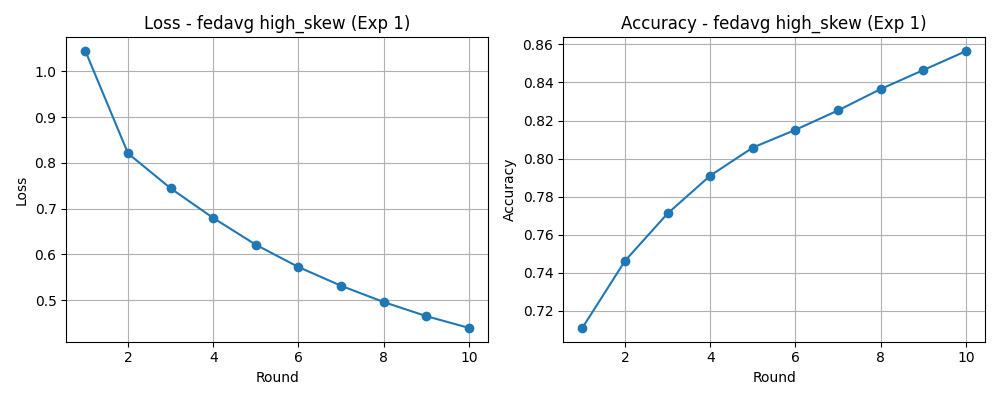 Loss - fedavg high_skew (Exp 1)
1.0
0.9
0.8
0.7
0.6
0.5
Loss
2 4 6 8 10
Round
Accuracy - fedavg high_skew (Exp 1)
0.86
0.84
0.82
0.80
0.78
0.76
0.74
0.72
Accuracy
2 4 6 8 10
Round